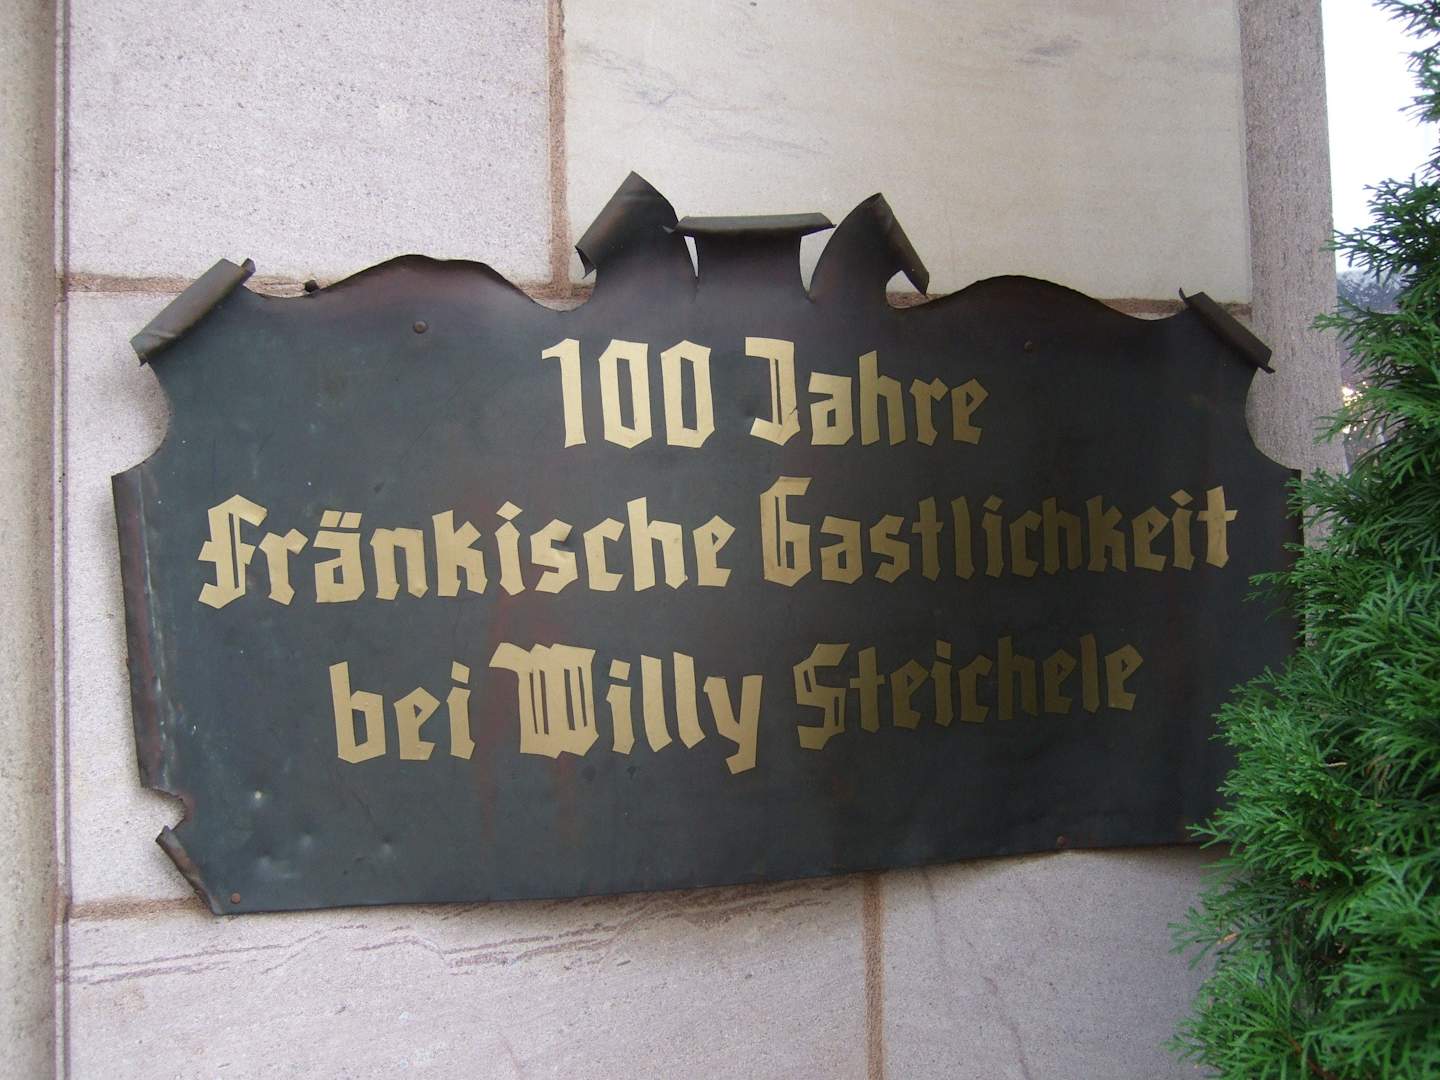 100 Jahre
Fränkische Gastlichkeit
bei Willy Steichele